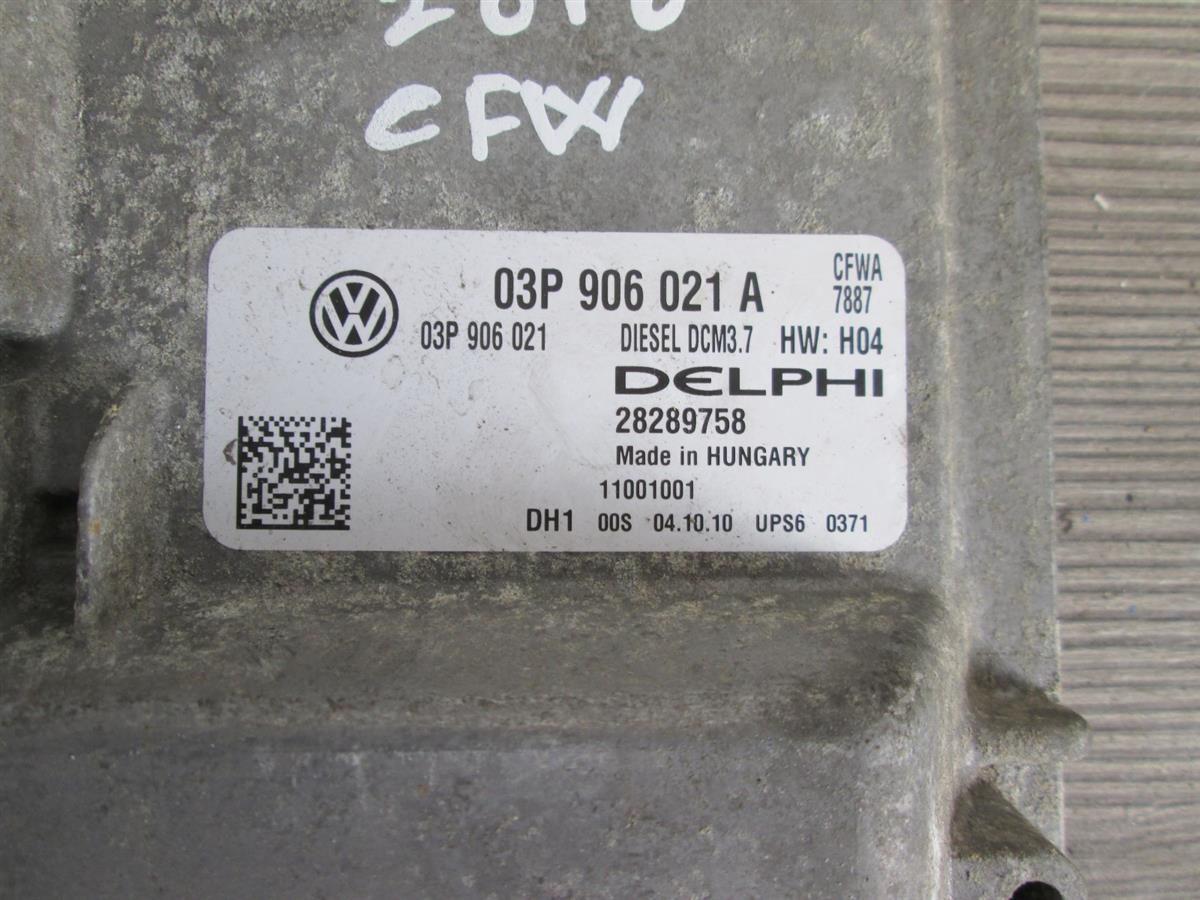 CFW
03P 906 021 A
CFWA
7887
03P 906 021 DIESEL DCM3.7 HW: H04
DELPHI
28289758
Made in HUNGARY
11001001
DH1 00S 04.10.10 UPS6 0371